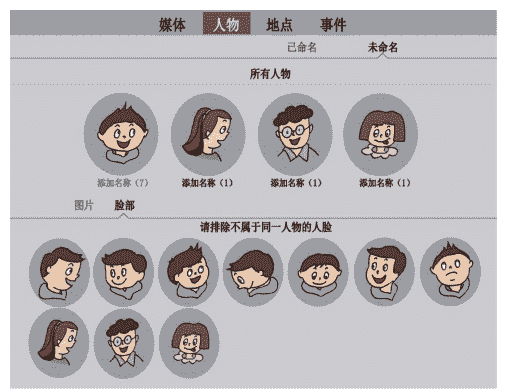 媒体 人物 地点 事件
已命名 未命名
所有人物
添加名称（7） 添加名称（1） 添加名称（1） 添加名称（1）
图片 脸部
请排除不属于同一人物的人脸